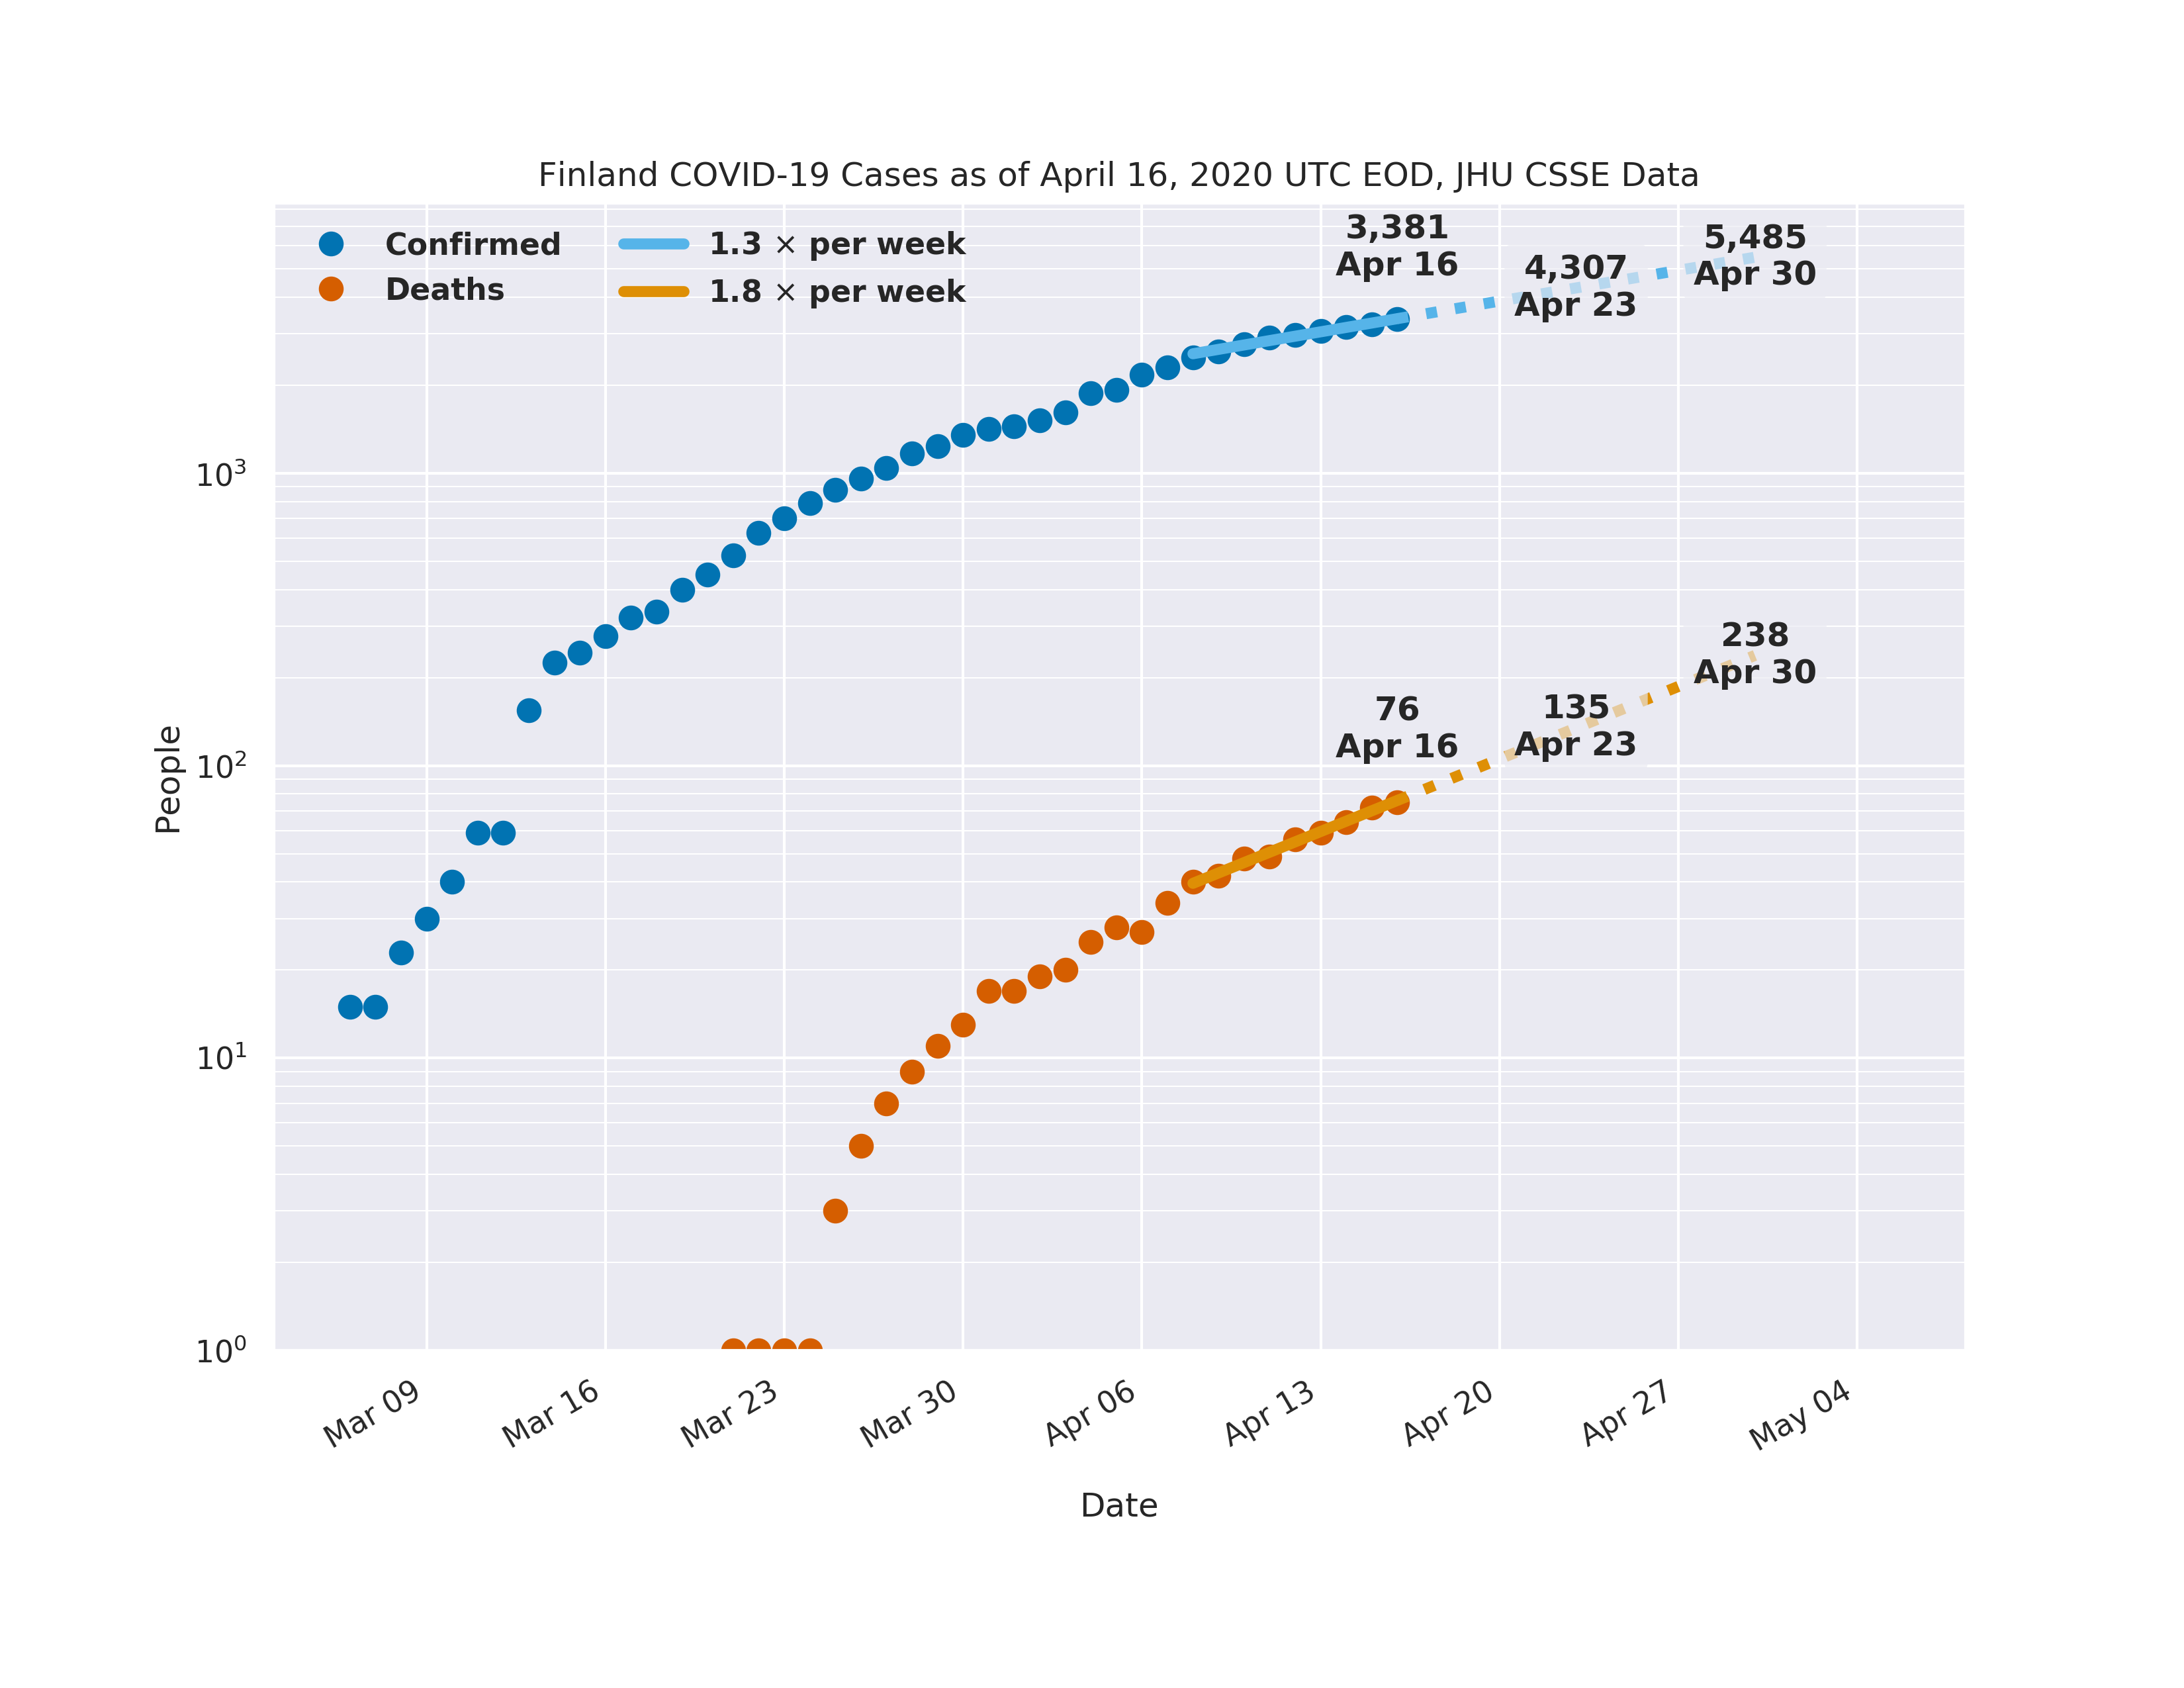 Finland COVID-19 Cases as of April 16, 2020 UTC EOD, JHU CSSE Data
Confirmed
Deaths
1.3 × per week
1.8 × per week
3,381
Apr 16
4,307
Apr 23
5,485
Apr 30
76
Apr 16
135
Apr 23
238
Apr 30
People
10³
10²
10¹
10⁰
Mar 09
Mar 16
Mar 23
Mar 30
Apr 06
Apr 13
Apr 20
Apr 27
May 04
Date